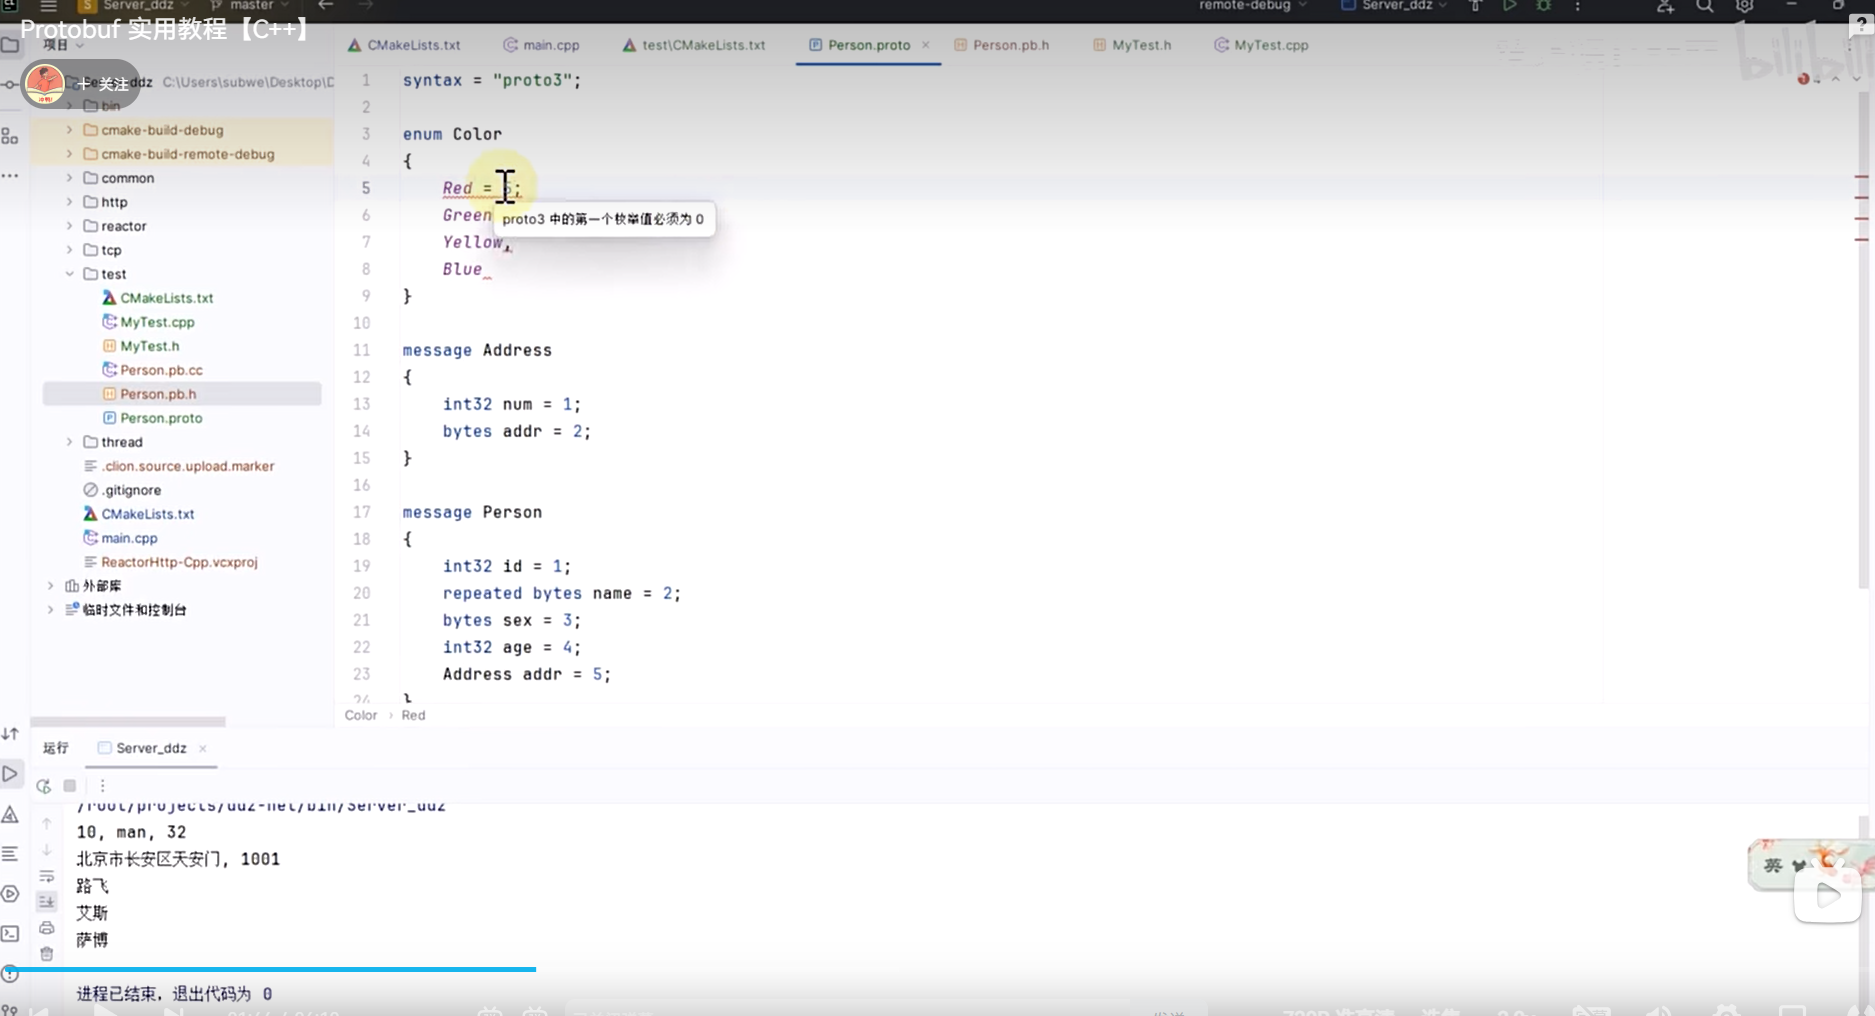 Server_ddz
master
remote-debug
Server_ddz
Protobuf 实用教程【C++】
项目
CMakeLists.txt
main.cpp
test\CMakeLists.txt
Person.proto
Person.pb.h
MyTest.h
MyTest.cpp
bilibili
+ 关注
ddz C:\Users\subwe\Desktop\D
bin
cmake-build-debug
cmake-build-remote-debug
common
http
reactor
tcp
test
CMakeLists.txt
MyTest.cpp
MyTest.h
Person.pb.cc
Person.pb.h
Person.proto
thread
.clion.source.upload.marker
.gitignore
CMakeLists.txt
main.cpp
ReactorHttp-Cpp.vcxproj
外部库
临时文件和控制台
1 syntax = "proto3";
2
3 enum Color
4 {
5 Red = 5;
6 Green
proto3 中的第一个枚举值必须为 0
7 Yellow,
8 Blue
9 }
10
11 message Address
12 {
13 int32 num = 1;
14 bytes addr = 2;
15 }
16
17 message Person
18 {
19 int32 id = 1;
20 repeated bytes name = 2;
21 bytes sex = 3;
22 int32 age = 4;
23 Address addr = 5;
24 }
Color › Red
运行
Server_ddz
/root/projects/ddz-net/bin/Server_ddz
10, man, 32
北京市长安区天安门, 1001
路飞
艾斯
萨博
进程已结束，退出代码为 0
英